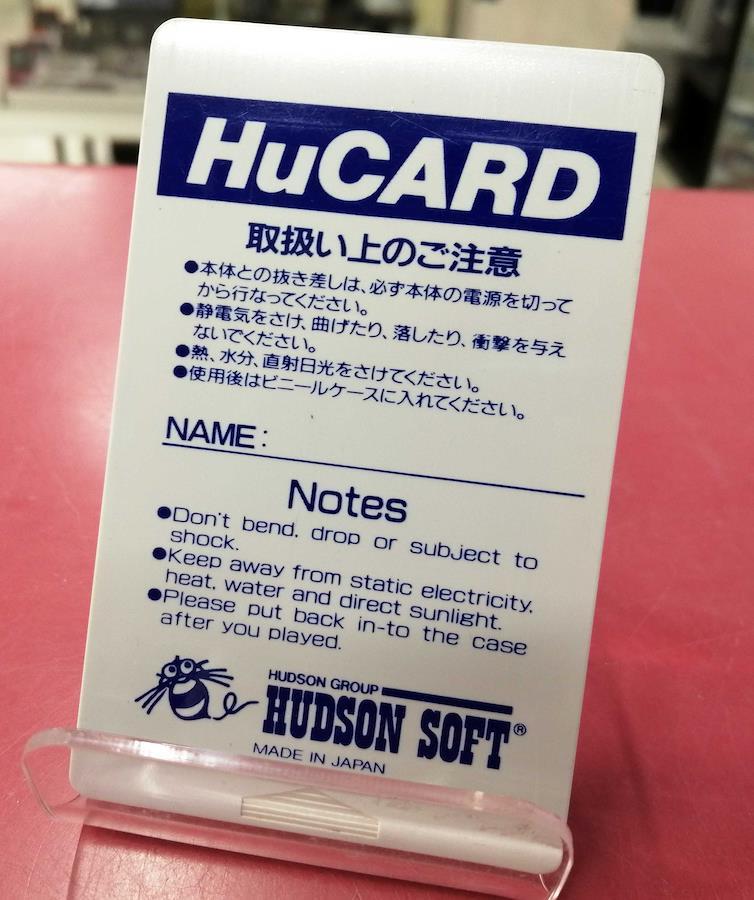 HuCARD
取扱い上のご注意
●本体との抜き差しは、必ず本体の電源を切って
から行なってください。
●静電気をさけ、曲げたり、落したり、衝撃を与え
ないでください。
●熱、水分、直射日光をさけてください。
●使用後はビニールケースに入れてください。
NAME:
Notes
●Don't bend, drop or subject to
shock.
●Keep away from static electricity,
heat, water and direct sunlight.
●Please put back in-to the case
after you played.
HUDSON GROUP
HUDSON SOFT®
MADE IN JAPAN